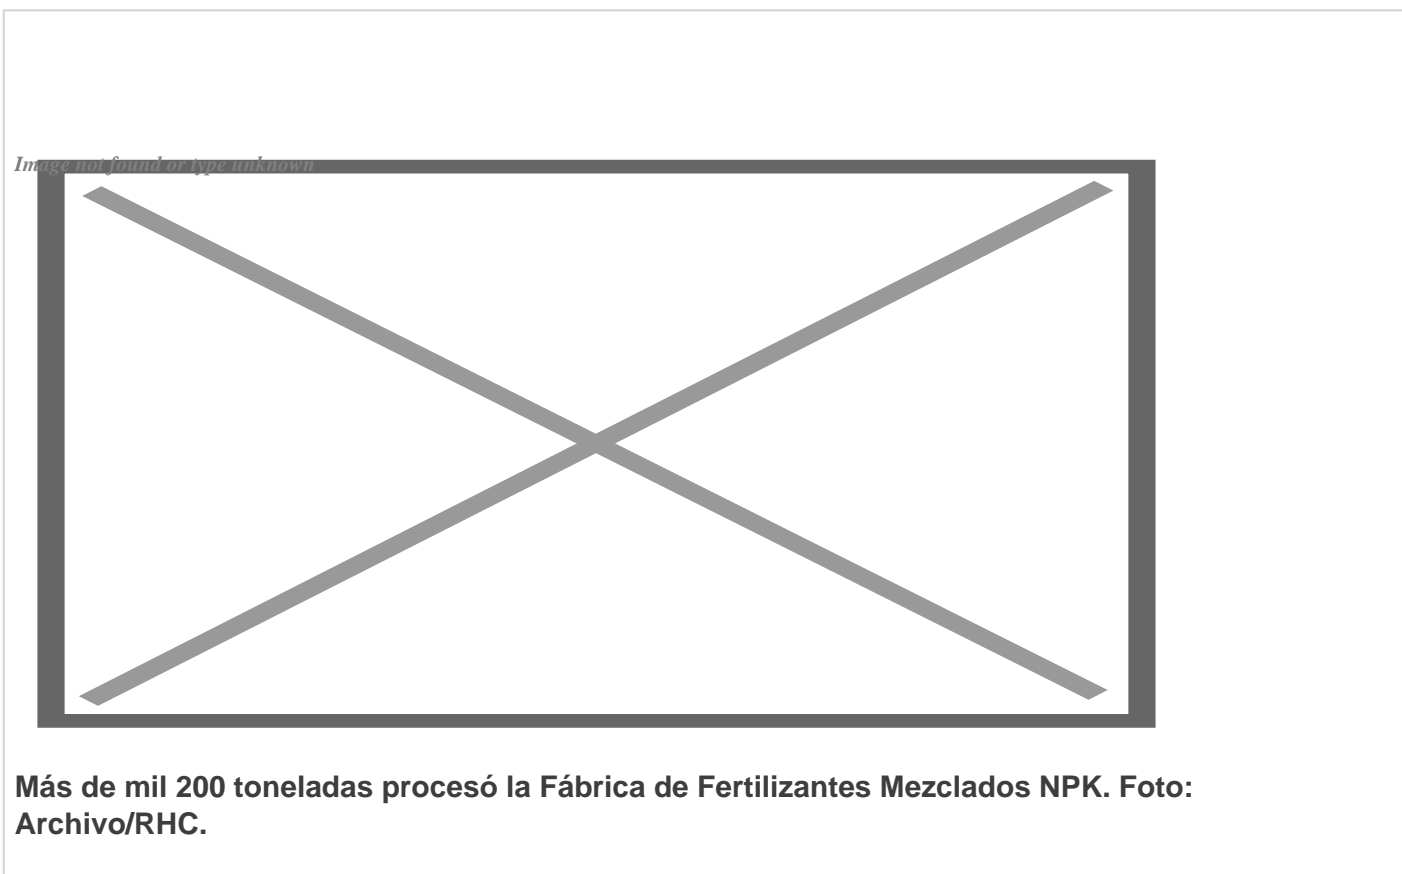 Image not found or type unknown
Más de mil 200 toneladas procesó la Fábrica de Fertilizantes Mezclados NPK. Foto:
Archivo/RHC.